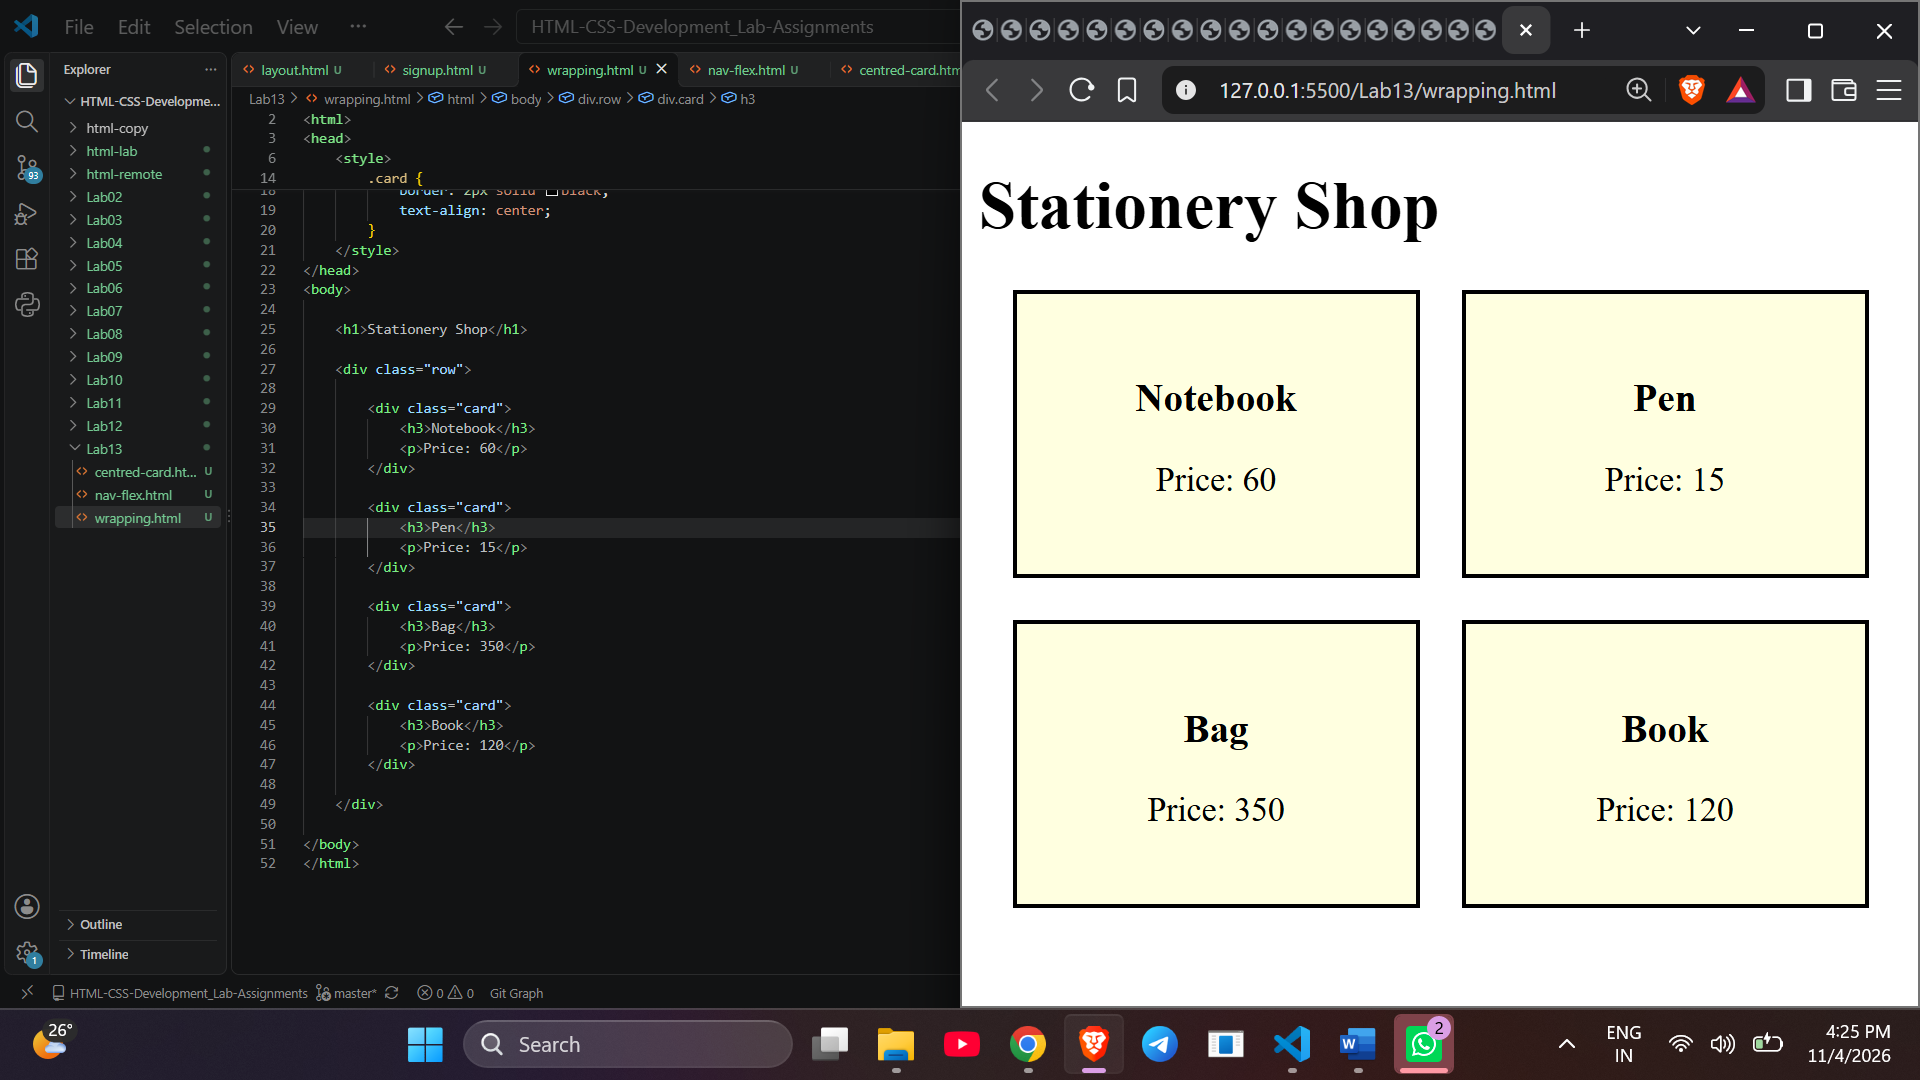 File Edit Selection View ··· HTML-CSS-Development_Lab-Assignments
Explorer ···
HTML-CSS-Developme...
html-copy
html-lab
html-remote
Lab02
Lab03
Lab04
Lab05
Lab06
Lab07
Lab08
Lab09
Lab10
Lab11
Lab12
Lab13
centred-card.ht... U
nav-flex.html U
wrapping.html U
Outline
Timeline
93
1
layout.html U signup.html U wrapping.html U nav-flex.html U centred-card.htm
Lab13 > wrapping.html > html > body > div.row > div.card > h3
2 <html>
3 <head>
6 <style>
14 .card {
18 border: 2px solid black;
19 text-align: center;
20 }
21 </style>
22 </head>
23 <body>
24
25 <h1>Stationery Shop</h1>
26
27 <div class="row">
28
29 <div class="card">
30 <h3>Notebook</h3>
31 <p>Price: 60</p>
32 </div>
33
34 <div class="card">
35 <h3>Pen</h3>
36 <p>Price: 15</p>
37 </div>
38
39 <div class="card">
40 <h3>Bag</h3>
41 <p>Price: 350</p>
42 </div>
43
44 <div class="card">
45 <h3>Book</h3>
46 <p>Price: 120</p>
47 </div>
48
49 </div>
50
51 </body>
52 </html>
HTML-CSS-Development_Lab-Assignments master* 0 0 Git Graph
127.0.0.1:5500/Lab13/wrapping.html
Stationery Shop
Notebook
Price: 60
Pen
Price: 15
Bag
Price: 350
Book
Price: 120
26°
Search
W
2
ENG
IN
4:25 PM
11/4/2026